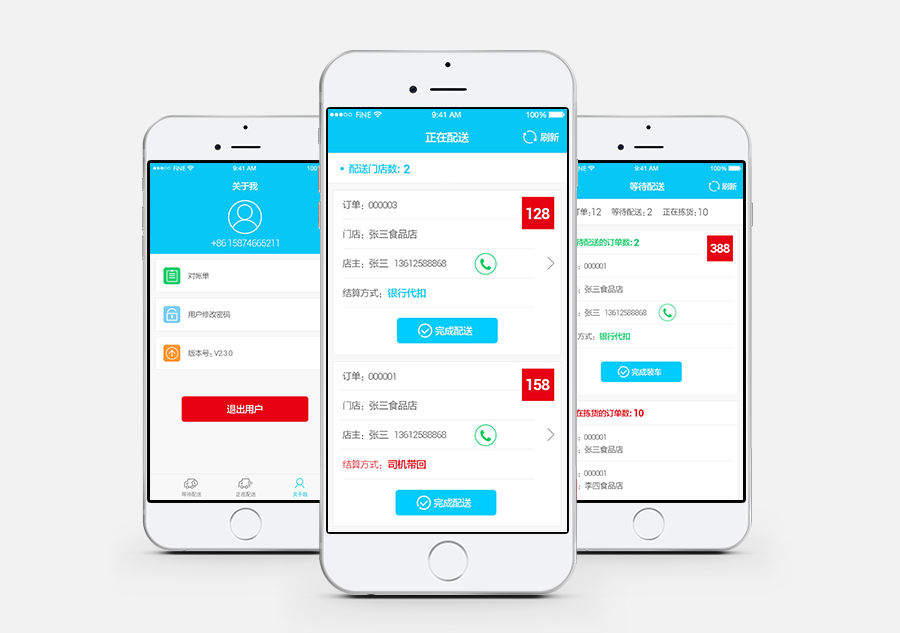 FiNE
9:41 AM
100
关于我
+86 15874665211
对帐单
用户修改密码
版本号：V2.3.0
退出用户
等待配送
正在配送
关于我
FiNE
9:41 AM
100%
正在配送
刷新
配送门店数：2
订单：000003
128
门店：张三食品店
店主：张三 13612588868
结算方式：银行代扣
完成配送
订单：000001
158
门店：张三食品店
店主：张三 13612588868
结算方式：司机带回
完成配送
NE
9:41 AM
100%
等待配送
刷新
单：12 等待配送：2 正在拣货：10
待配送的订单数：2
388
：000001
：张三食品店
：张三 13612588868
方式：银行代扣
完成装车
在拣货的订单数：10
：000001
：张三食品店
：000001
：李四食品店